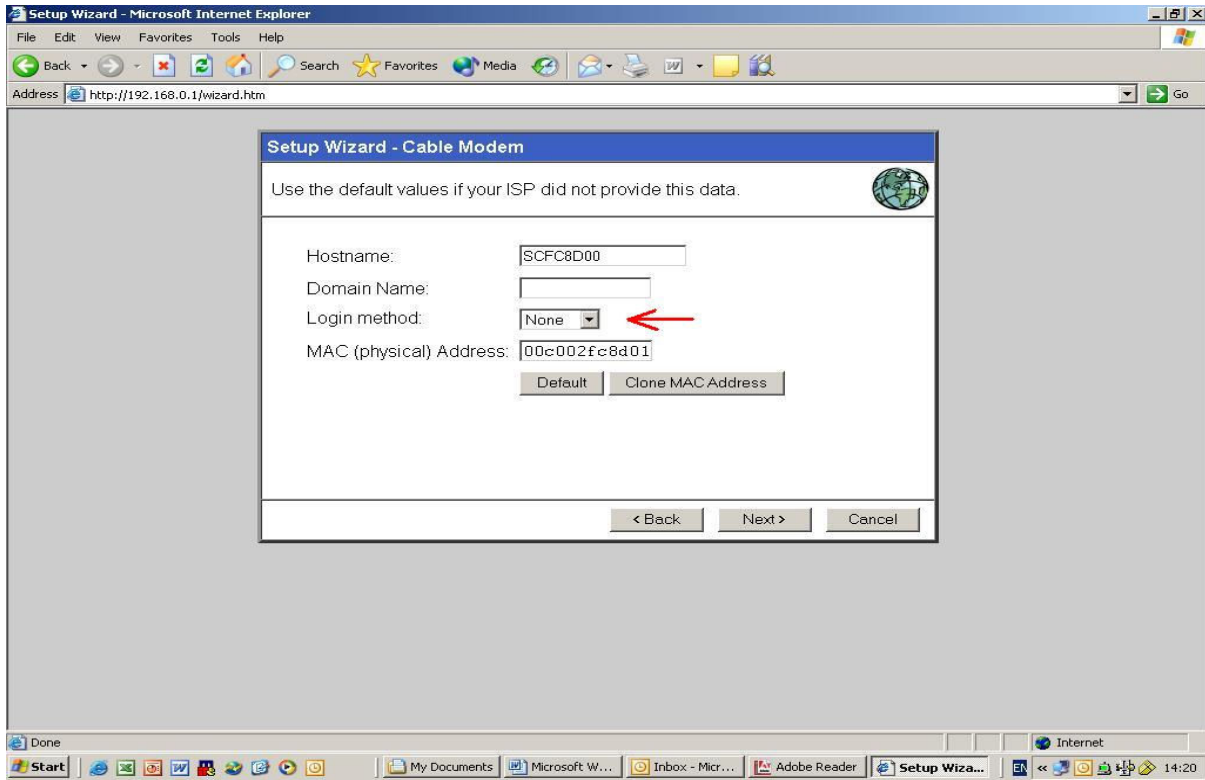 Setup Wizard - Microsoft Internet Explorer
File Edit View Favorites Tools Help
Back Search Favorites Media
Address http://192.168.0.1/wizard.htm Go
Setup Wizard - Cable Modem
Use the default values if your ISP did not provide this data.
Hostname: SCFC8D00
Domain Name:
Login method: None
MAC (physical) Address: 00c002fc8d01
Default Clone MAC Address
< Back Next > Cancel
Done Internet
Start My Documents Microsoft W... Inbox - Micr... Adobe Reader Setup Wiza... EN « 14:20